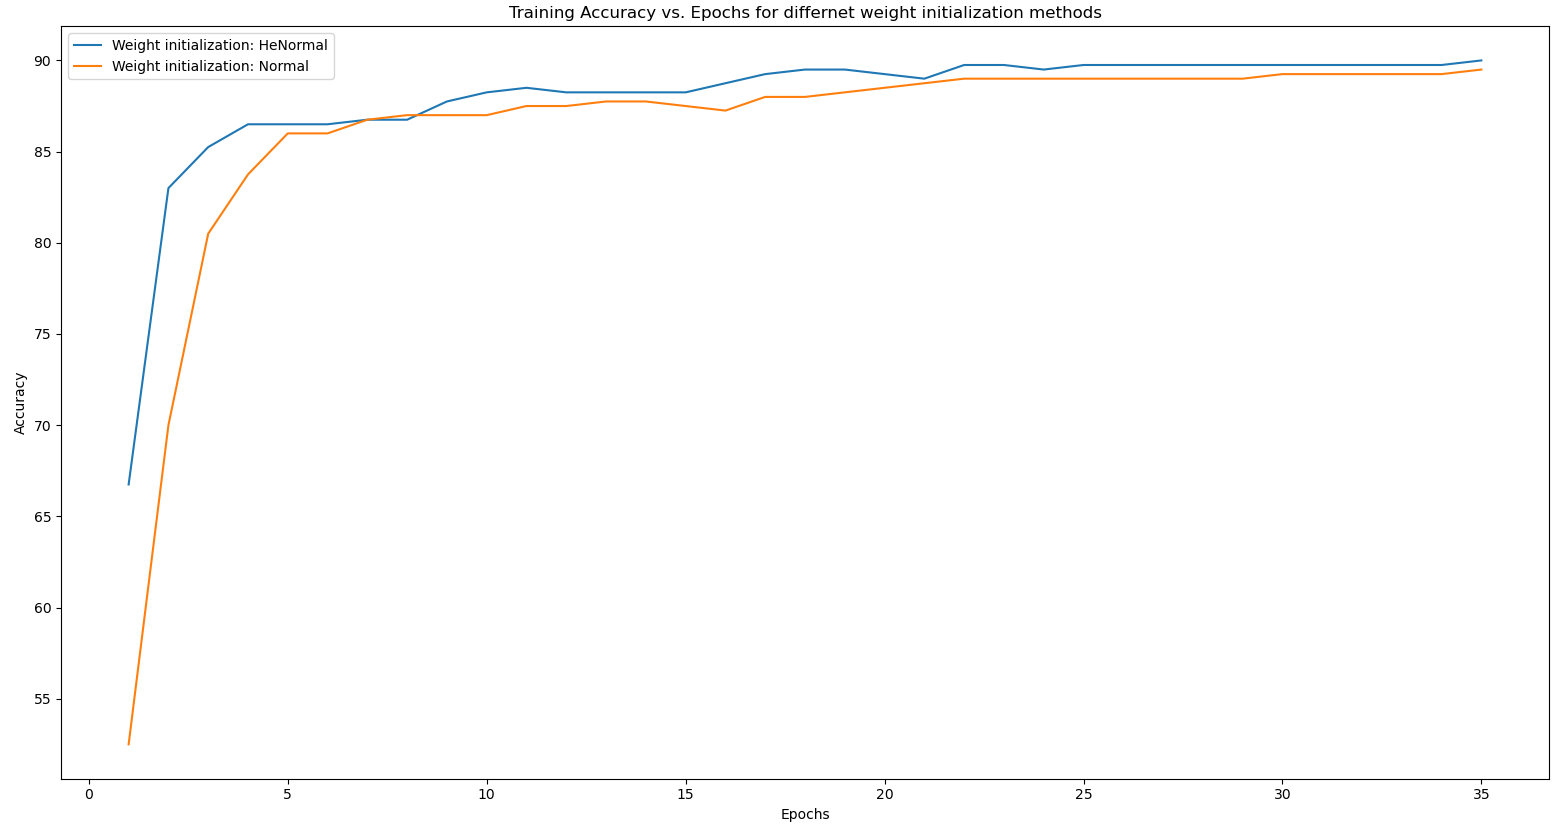 Training Accuracy vs. Epochs for differnet weight initialization methods
Weight initialization: HeNormal
Weight initialization: Normal
90
85
80
75
70
65
60
55
Accuracy
0 5 10 15 20 25 30 35
Epochs